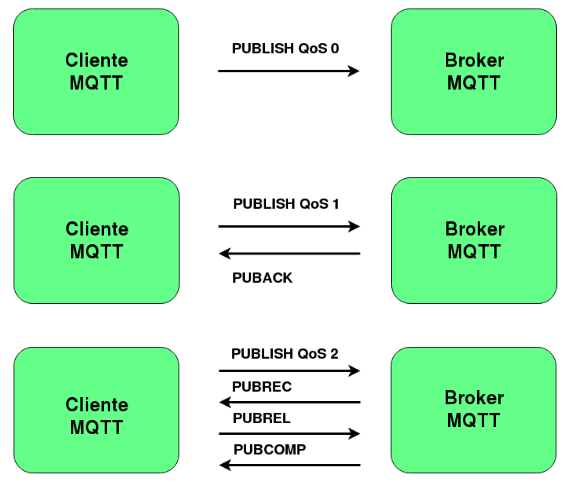 Cliente
MQTT
PUBLISH QoS 0
Broker
MQTT
Cliente
MQTT
PUBLISH QoS 1
PUBACK
Broker
MQTT
Cliente
MQTT
PUBLISH QoS 2
PUBREC
PUBREL
PUBCOMP
Broker
MQTT